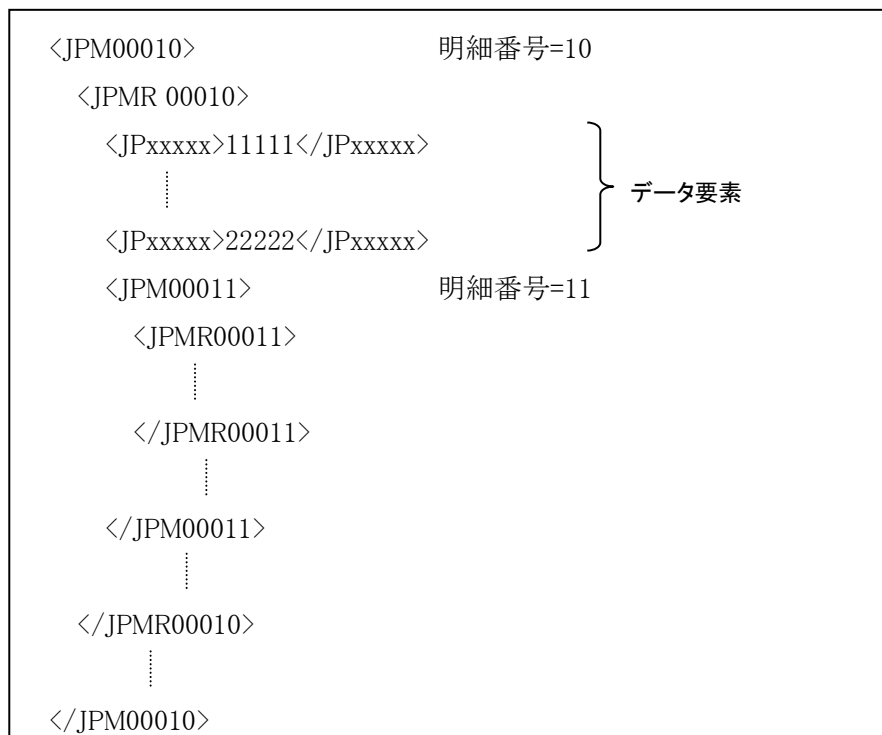 <JPM00010> 明細番号=10
<JPMR 00010>
<JPxxxxx>11111</JPxxxxx>
データ要素
<JPxxxxx>22222</JPxxxxx>
<JPM00011> 明細番号=11
<JPMR00011>
</JPMR00011>
</JPM00011>
</JPMR00010>
</JPM00010>